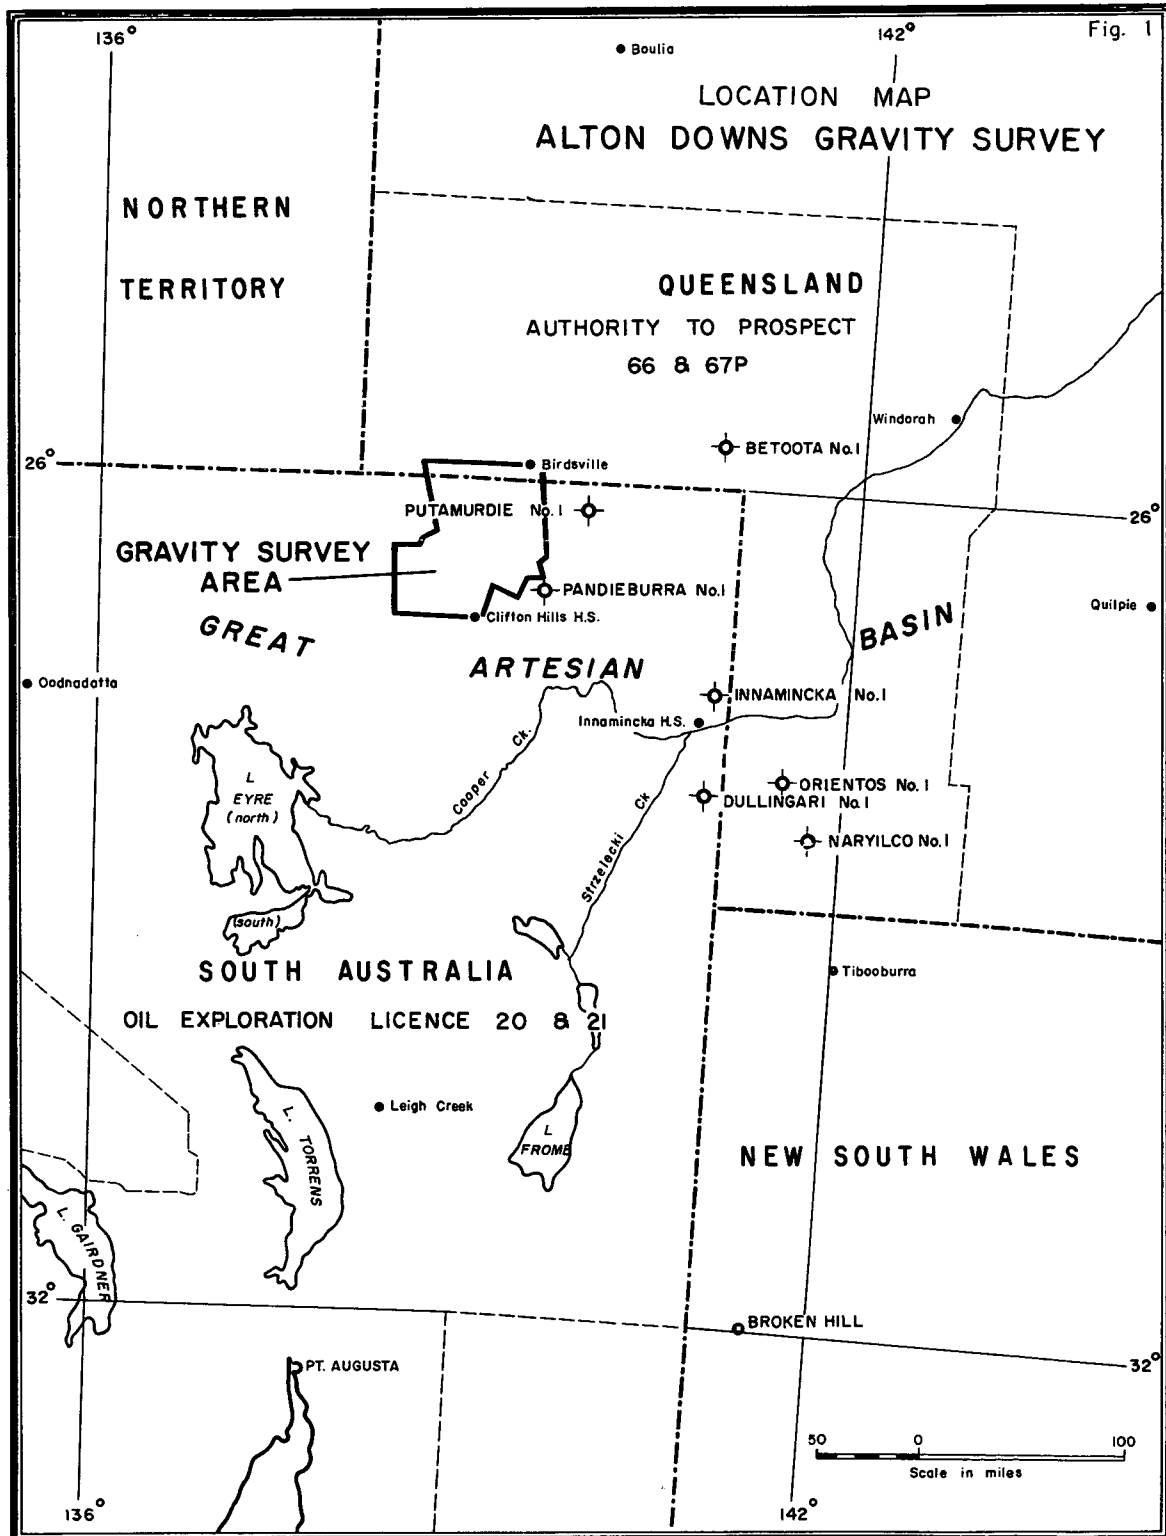 Fig. 1
136°
142°
Boulia
LOCATION MAP
ALTON DOWNS GRAVITY SURVEY
NORTHERN
TERRITORY
QUEENSLAND
AUTHORITY TO PROSPECT
66 & 67P
Windorah
BETOOTA No.1
26°
Birdsville
PUTAMURDIE No.1
26°
GRAVITY SURVEY
AREA
PANDIEBURRA No.1
Quilpie
Clifton Hills H.S.
GREAT
ARTESIAN
BASIN
Oodnadatta
INNAMINCKA No.1
Innamincka H.S.
Cooper Ck.
L
EYRE
(north)
ORIENTOS No.1
DULLINGARI No.1
Strzelecki Ck
NARYILCO No.1
(south)
SOUTH AUSTRALIA
Tibooburra
OIL EXPLORATION LICENCE 20 & 21
Leigh Creek
L. TORRENS
L
FROME
NEW SOUTH WALES
L. GAIRDNER
32°
BROKEN HILL
PT. AUGUSTA
32°
50 0 100
Scale in miles
136°
142°